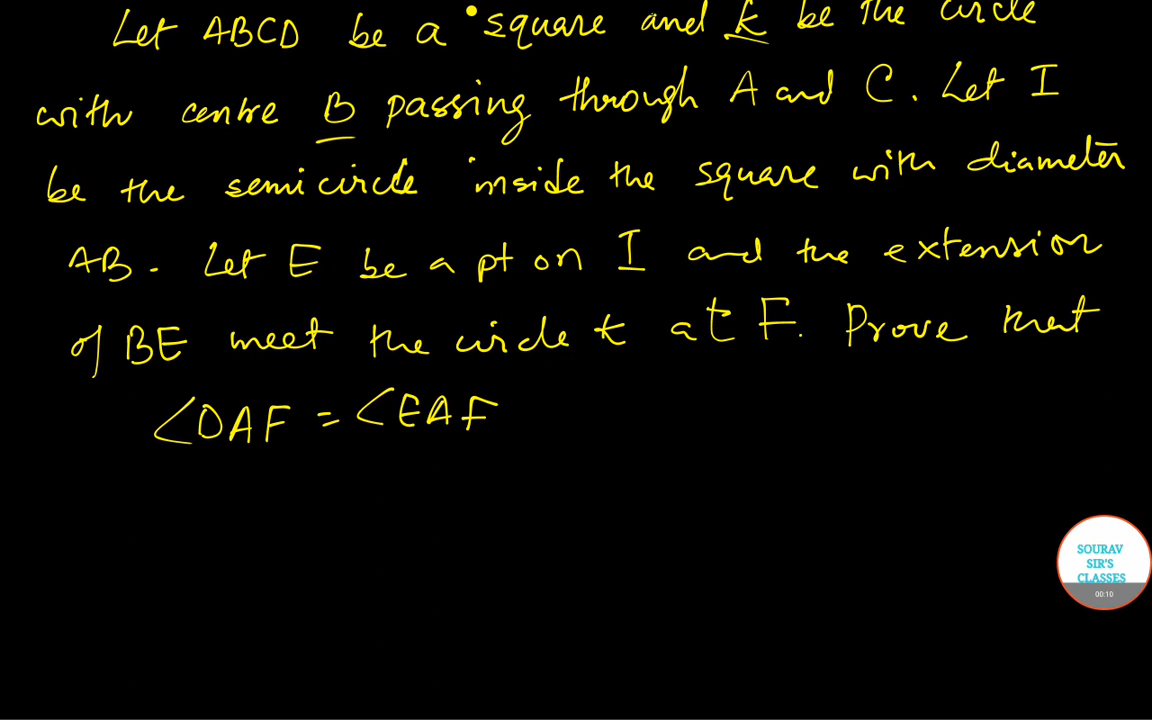 Let ABCD be a square and k be the circle
with centre B passing through A and C. Let I
be the semicircle inside the square with diameter
AB. Let E be a pt on I and the extension
of BE meet the circle k at F. Prove that
<DAF = <EAF
SOURAV
SIR'S
CLASSES
00:10